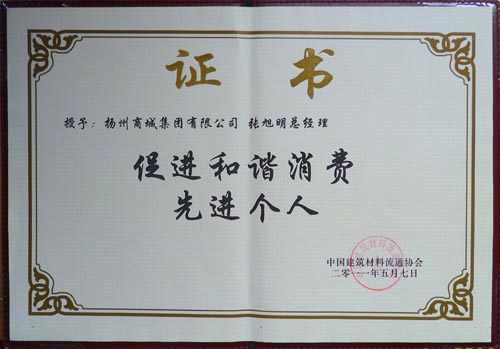 证书
授予：扬州商城集团有限公司 张旭明总经理
促进和谐消费
先进个人
中国建筑材料流通协会
二零一一年五月七日